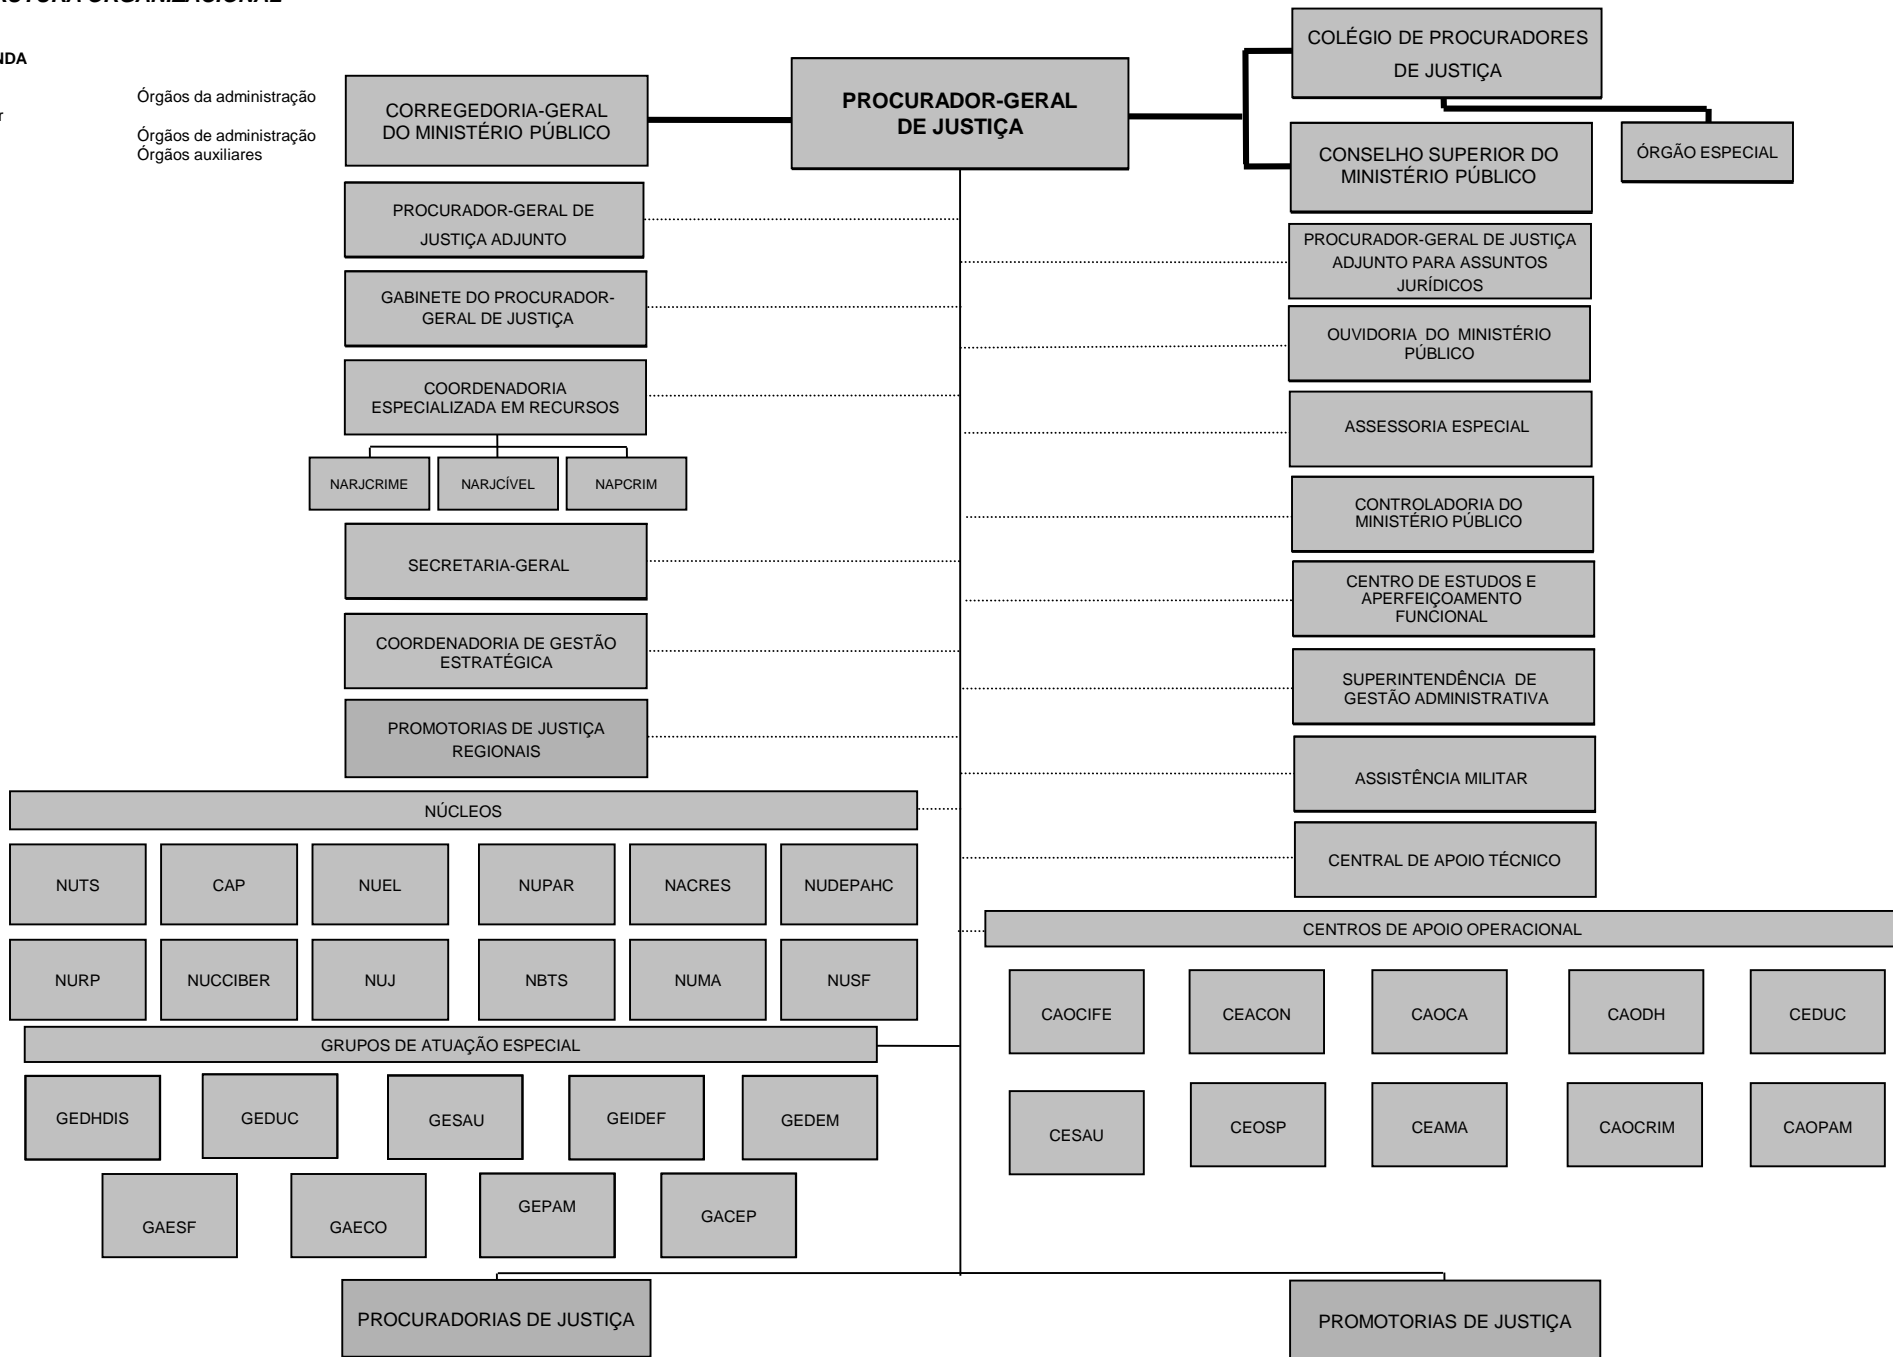 ORGANIZACIONAL
Órgãos da administração
Órgãos de administração
Órgãos auxiliares
CORREGEDORIA-GERAL
DO MINISTÉRIO PÚBLICO
PROCURADOR-GERAL
DE JUSTIÇA
COLÉGIO DE PROCURADORES
DE JUSTIÇA
CONSELHO SUPERIOR DO
MINISTÉRIO PÚBLICO
ÓRGÃO ESPECIAL
PROCURADOR-GERAL DE
JUSTIÇA ADJUNTO
PROCURADOR-GERAL DE JUSTIÇA
ADJUNTO PARA ASSUNTOS
JURÍDICOS
GABINETE DO PROCURADOR-
GERAL DE JUSTIÇA
OUVIDORIA DO MINISTÉRIO
PÚBLICO
COORDENADORIA
ESPECIALIZADA EM RECURSOS
ASSESSORIA ESPECIAL
NARJCRIME
NARJCÍVEL
NAPCRIM
CONTROLADORIA DO
MINISTÉRIO PÚBLICO
SECRETARIA-GERAL
CENTRO DE ESTUDOS E
APERFEIÇOAMENTO
FUNCIONAL
COORDENADORIA DE GESTÃO
ESTRATÉGICA
SUPERINTENDÊNCIA DE
GESTÃO ADMINISTRATIVA
PROMOTORIAS DE JUSTIÇA
REGIONAIS
ASSISTÊNCIA MILITAR
CENTRAL DE APOIO TÉCNICO
NÚCLEOS
NUTS
CAP
NUEL
NUPAR
NACRES
NUDEPAHC
NURP
NUCCIBER
NUJ
NBTS
NUMA
NUSF
GRUPOS DE ATUAÇÃO ESPECIAL
GEDHDIS
GEDUC
GESAU
GEIDEF
GEDEM
GAESF
GAECO
GEPAM
GACEP
CENTROS DE APOIO OPERACIONAL
CAOCIFE
CEACON
CAOCA
CAODH
CEDUC
CESAU
CEOSP
CEAMA
CAOCRIM
CAOPAM
PROCURADORIAS DE JUSTIÇA
PROMOTORIAS DE JUSTIÇA